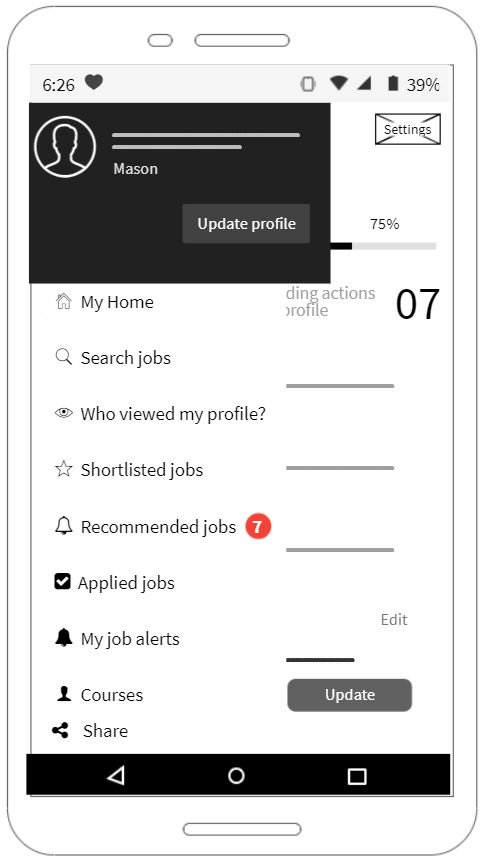 6:26
39%
Settings
Mason
Update profile
75%
My Home
ding actions
profile
07
Search jobs
Who viewed my profile?
Shortlisted jobs
Recommended jobs 7
Applied jobs
Edit
My job alerts
Courses
Update
Share